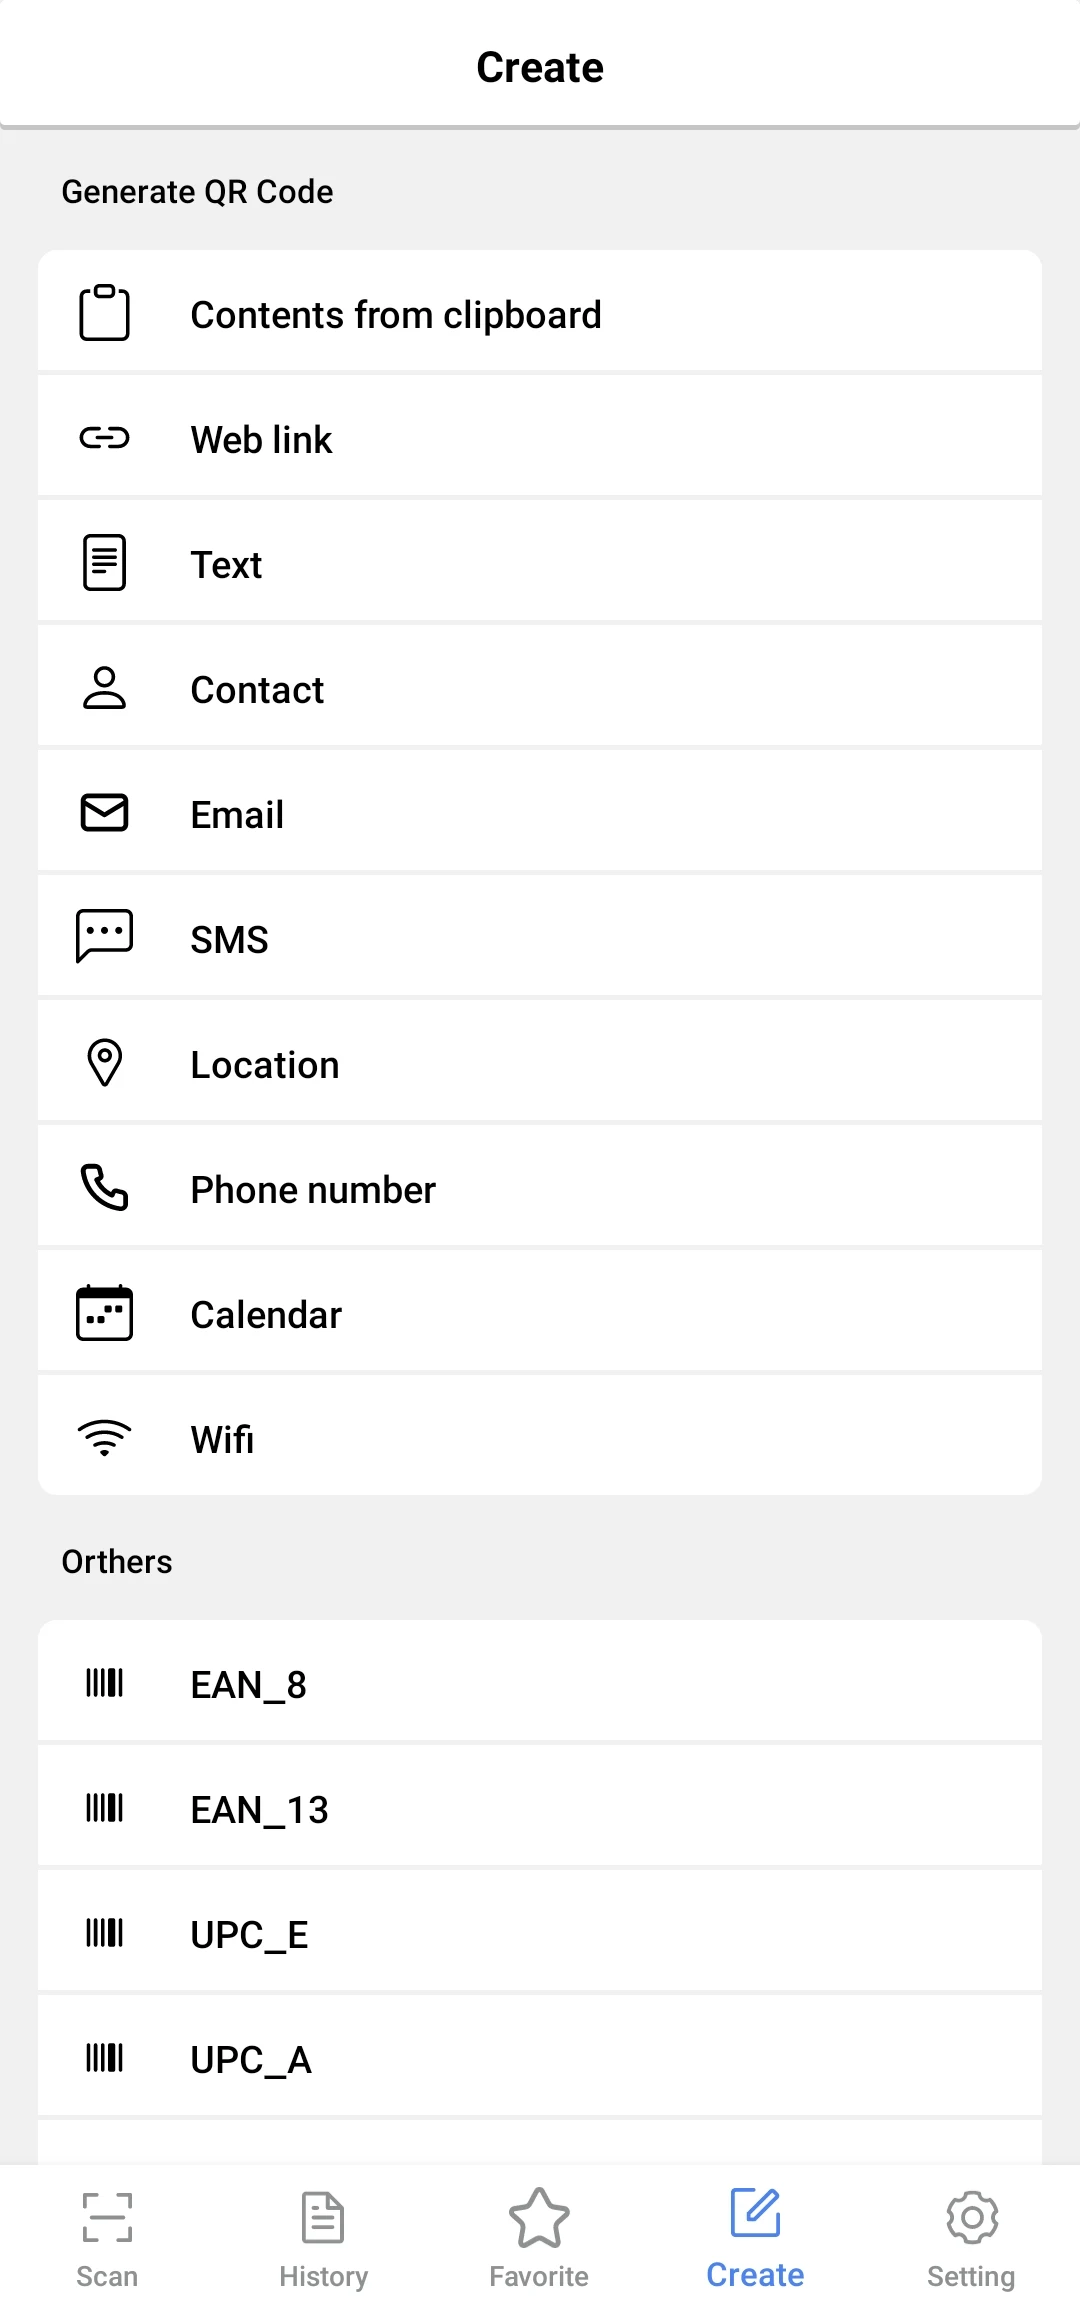 Create
Generate QR Code
Contents from clipboard
Web link
Text
Contact
Email
SMS
Location
Phone number
Calendar
Wifi
Orthers
EAN_8
EAN_13
UPC_E
UPC_A
Scan
History
Favorite
Create
Setting